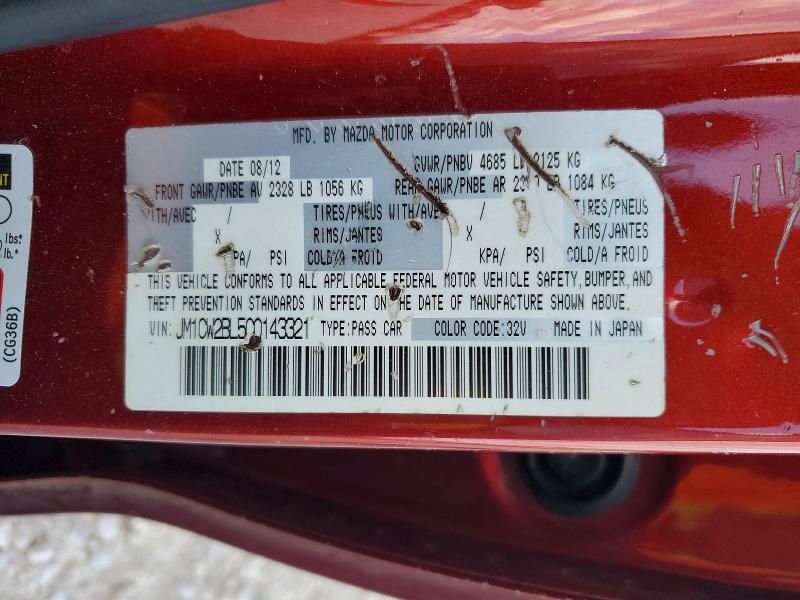 MFD. BY MAZDA MOTOR CORPORATION
DATE 08/12 GVWR/PNBV 4685 2125 KG
FRONT GAWR/PNBE AV 2328 LB 1056 KG REAR GAWR/PNBE AR LB 1084 KG
WITH/AVEC / TIRES/PNEUS WITH/AVEC / TIRES/PNEUS
X RIMS/JANTES X RIMS/JANTES
KPA/ PSI COLD/A FROID KPA/ PSI COLD/A FROID
THIS VEHICLE CONFORMS TO ALL APPLICABLE FEDERAL MOTOR VEHICLE SAFETY, BUMPER, AND
THEFT PREVENTION STANDARDS IN EFFECT ON THE DATE OF MANUFACTURE SHOWN ABOVE.
VIN: JM1CW2BL5C0143321 TYPE: PASS CAR COLOR CODE: 32V MADE IN JAPAN
lbs.*
lb.*
(CG36B)